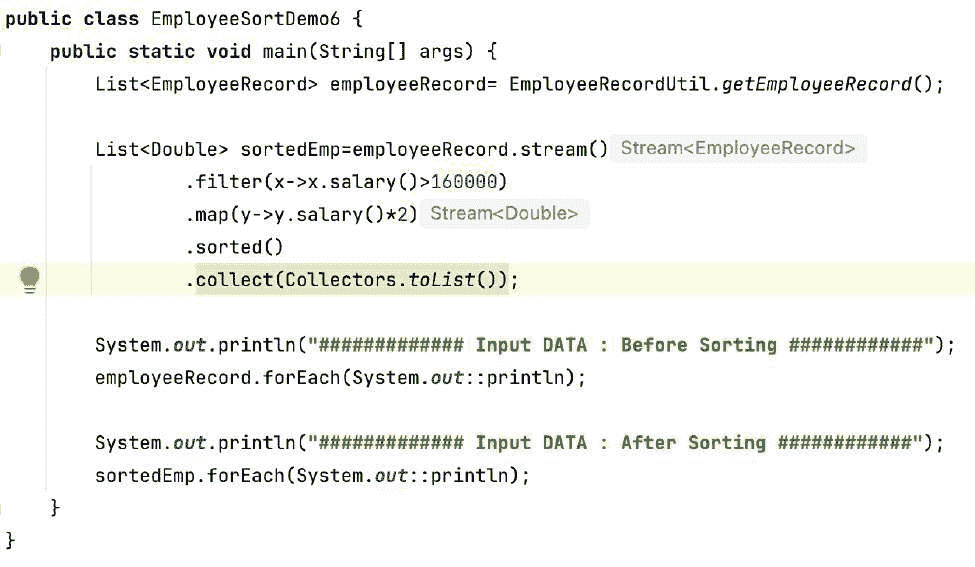 public class EmployeeSortDemo6 {
    public static void main(String[] args) {
        List<EmployeeRecord> employeeRecord= EmployeeRecordUtil.getEmployeeRecord();
        List<Double> sortedEmp=employeeRecord.stream() Stream<EmployeeRecord>
                .filter(x->x.salary()>160000)
                .map(y->y.salary()*2) Stream<Double>
                .sorted()
                .collect(Collectors.toList());
        System.out.println("############# Input DATA : Before Sorting ############");
        employeeRecord.forEach(System.out::println);
        System.out.println("############# Input DATA : After Sorting ############");
        sortedEmp.forEach(System.out::println);
    }
}